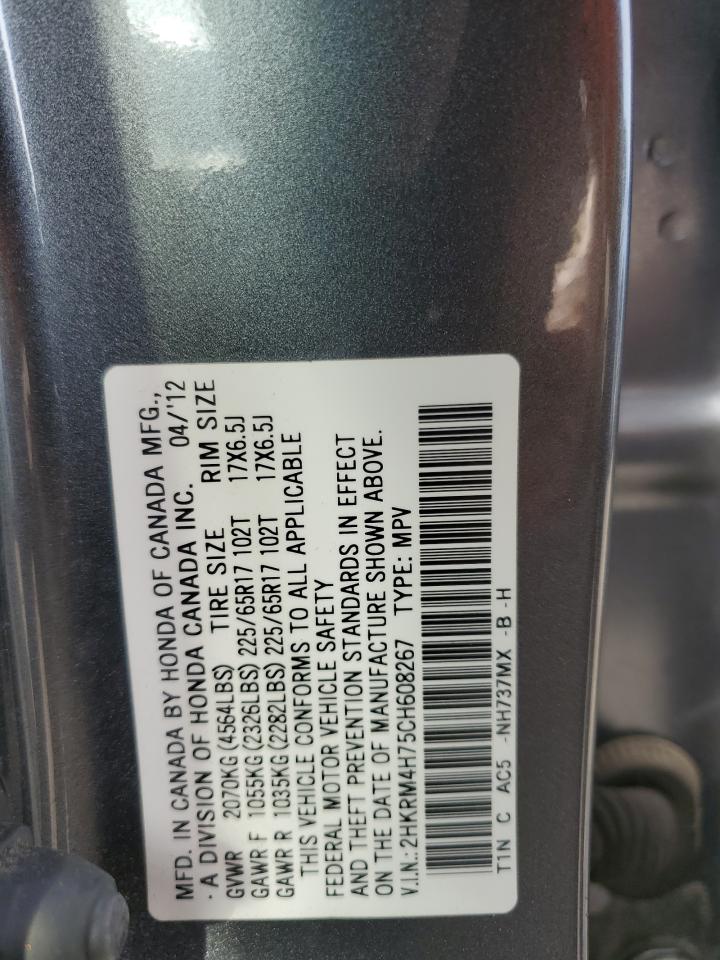 MFD. IN CANADA BY HONDA OF CANADA MFG.,
· A DIVISION OF HONDA CANADA INC. 04/'12
GVWR 2070KG(4564LBS) TIRE SIZE RIM SIZE
GAWR F 1055KG(2326LBS) 225/65R17 102T 17X6.5J
GAWR R 1035KG(2282LBS) 225/65R17 102T 17X6.5J
THIS VEHICLE CONFORMS TO ALL APPLICABLE
FEDERAL MOTOR VEHICLE SAFETY
AND THEFT PREVENTION STANDARDS IN EFFECT
ON THE DATE OF MANUFACTURE SHOWN ABOVE.
V.I.N.:2HKRM4H75CH608267 TYPE: MPV
T1N C AC5 -NH737MX -B -H